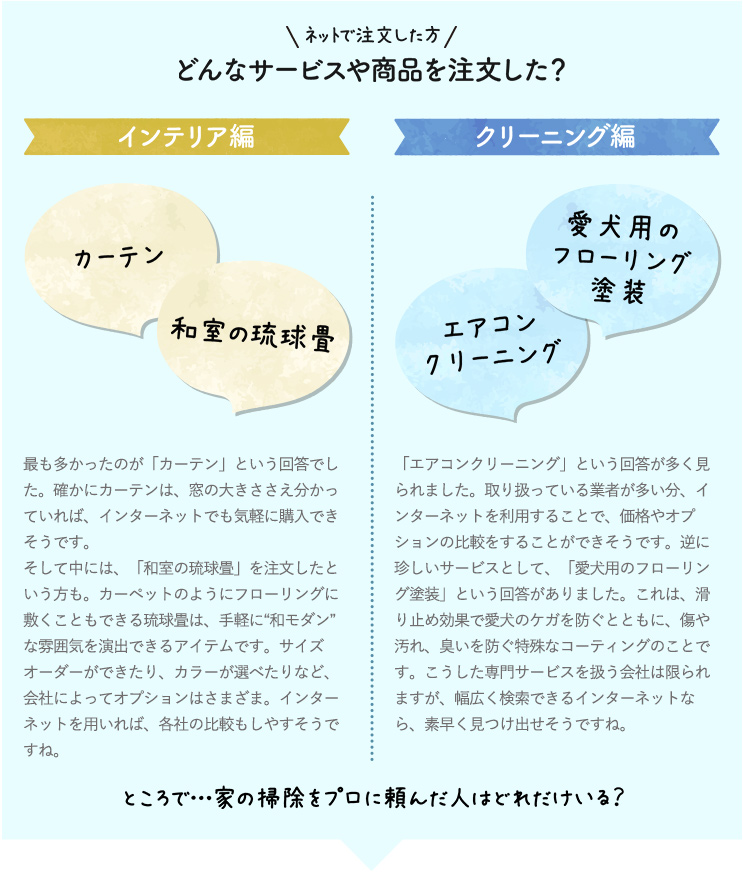 ネットで注文した方
どんなサービスや商品を注文した?
インテリア編
カーテン
和室の琉球畳
最も多かったのが「カーテン」という回答でし
た。確かにカーテンは、窓の大きささえ分かっ
ていれば、インターネットでも気軽に購入でき
そうです。
そして中には、「和室の琉球畳」を注文したと
いう方も。カーペットのようにフローリングに
敷くこともできる琉球畳は、手軽に“和モダン”
な雰囲気を演出できるアイテムです。サイズ
オーダーができたり、カラーが選べたりなど、
会社によってオプションはさまざま。インター
ネットを用いれば、各社の比較もしやすそうで
すね。
クリーニング編
愛犬用の
フローリング
塗装
エアコン
クリーニング
「エアコンクリーニング」という回答が多く見
られました。取り扱っている業者が多い分、イ
ンターネットを利用することで、価格やオプ
ションの比較をすることができそうです。逆に
珍しいサービスとして、「愛犬用のフローリン
グ塗装」という回答がありました。これは、滑
り止め効果で愛犬のケガを防ぐとともに、傷や
汚れ、臭いを防ぐ特殊なコーティングのことで
す。こうした専門サービスを扱う会社は限られ
ますが、幅広く検索できるインターネットな
ら、素早く見つけ出せそうですね。
ところで…家の掃除をプロに頼んだ人はどれだけいる?